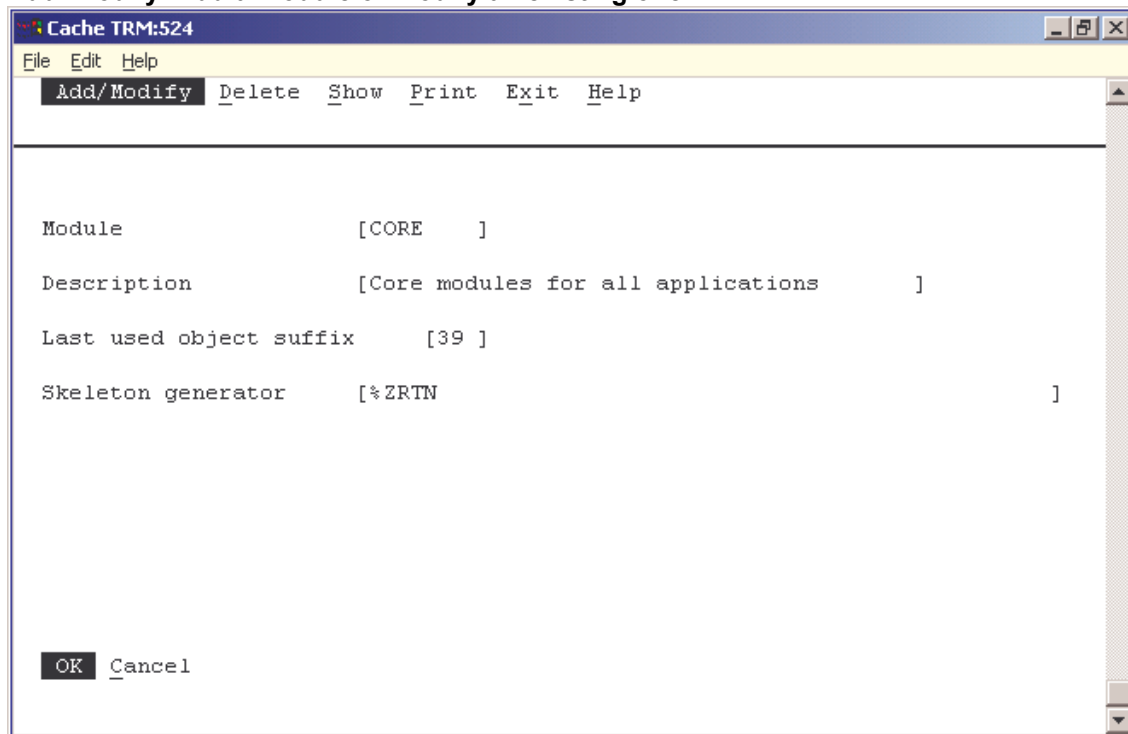 Cache TRM:524
File Edit Help
Add/Modify Delete Show Print Exit Help
Module [CORE ]
Description [Core modules for all applications ]
Last used object suffix [39 ]
Skeleton generator [%ZRTN ]
OK Cancel